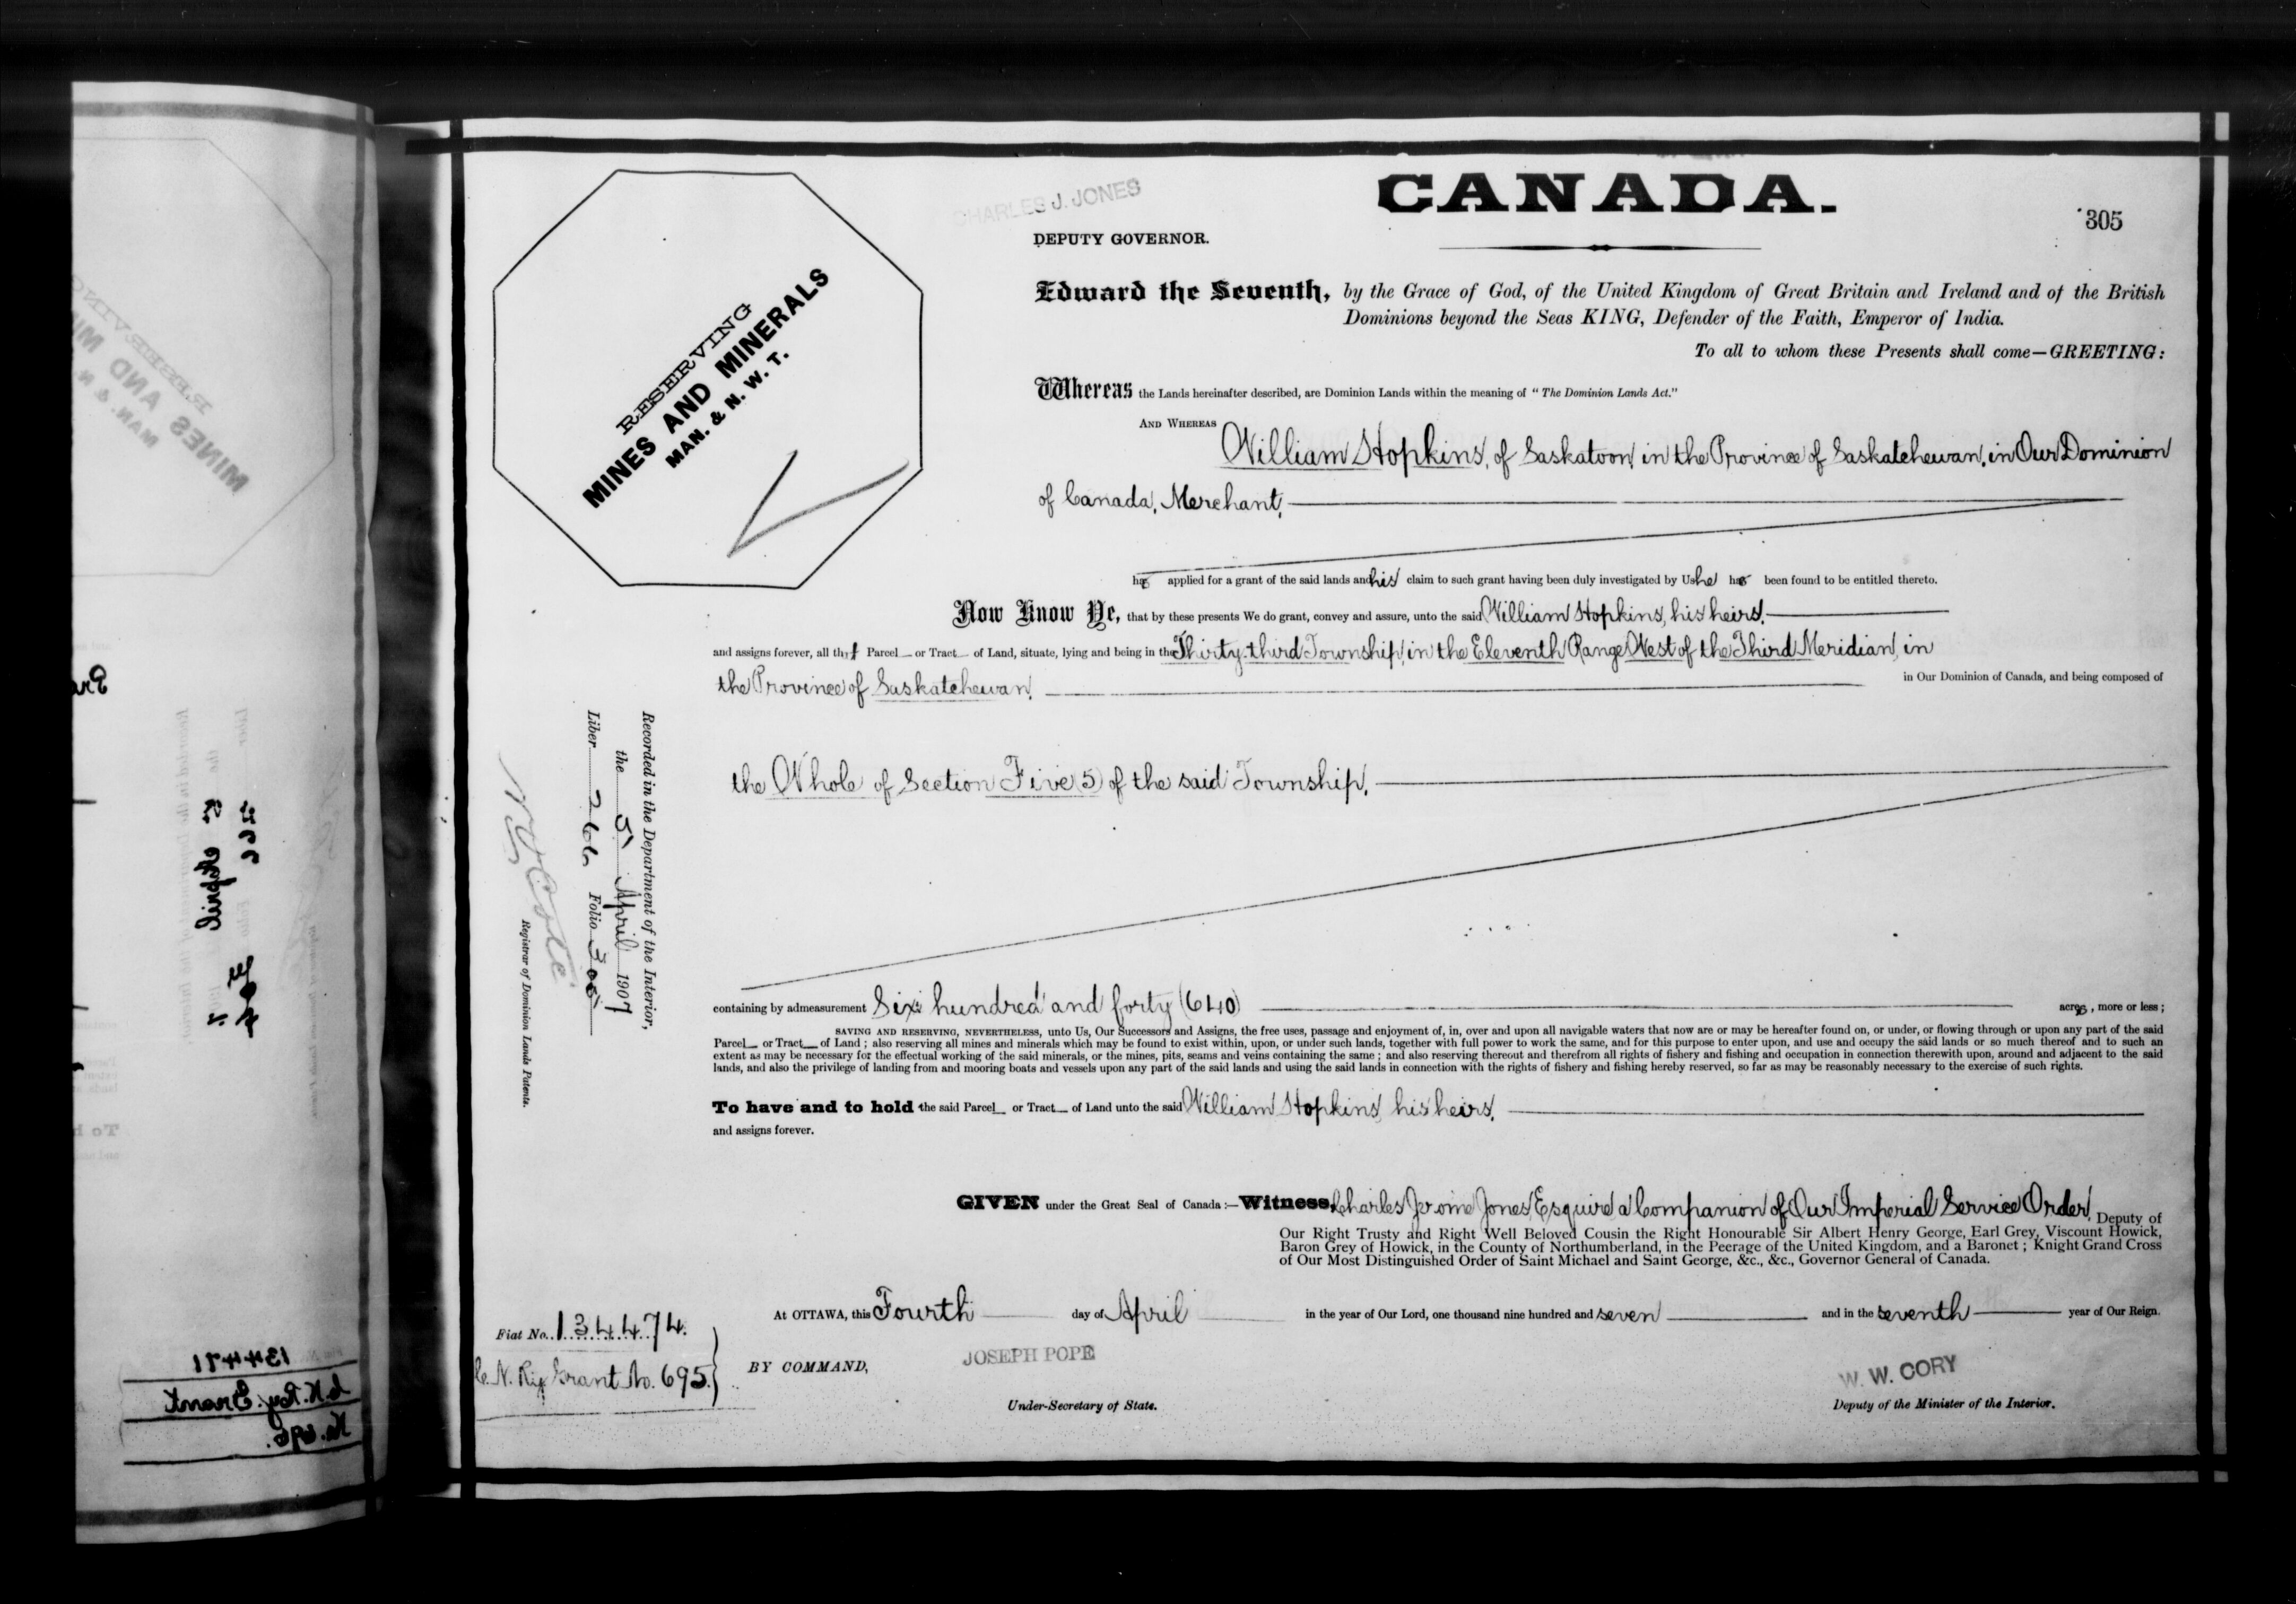 CANADA.
305
CHARLES J. JONES
DEPUTY GOVERNOR.
RESERVING
MINES AND MINERALS
MAN. & N. W. T.
Edward the Seventh, by the Grace of God, of the United Kingdom of Great Britain and Ireland and of the British
Dominions beyond the Seas KING, Defender of the Faith, Emperor of India.
To all to whom these Presents shall come—GREETING:
Whereas the Lands hereinafter described, are Dominion Lands within the meaning of "The Dominion Lands Act."
AND WHEREAS William Hopkins, of Saskatoon, in the Province of Saskatchewan, in Our Dominion
of Canada, Merchant,
has applied for a grant of the said lands and his claim to such grant having been duly investigated by Us he has been found to be entitled thereto.
Now Know Ye, that by these presents We do grant, convey and assure, unto the said William Hopkins, his heirs,
and assigns forever, all that Parcel or Tract of Land, situate, lying and being in the Thirty-third Township, in the Eleventh Range West of the Third Meridian, in
the Province of Saskatchewan, in Our Dominion of Canada, and being composed of
the Whole of Section Five (5) of the said Township,
containing by admeasurement Six hundred and forty (640) acres, more or less;
SAVING AND RESERVING, NEVERTHELESS, unto Us, Our Successors and Assigns, the free uses, passage and enjoyment of, in, over and upon all navigable waters that now are or may be hereafter found on, or under, or flowing through or upon any part of the said
Parcel or Tract of Land; also reserving all mines and minerals which may be found to exist within, upon, or under such lands, together with full power to work the same, and for this purpose to enter upon, and use and occupy the said lands or so much thereof and to such an
extent as may be necessary for the effectual working of the said minerals, or the mines, pits, seams and veins containing the same; and also reserving thereout and therefrom all rights of fishery and fishing and occupation in connection therewith upon, around and adjacent to the said
lands, and also the privilege of landing from and mooring boats and vessels upon any part of the said lands and using the said lands in connection with the rights of fishery and fishing hereby reserved, so far as may be reasonably necessary to the exercise of such rights.
To have and to hold the said Parcel or Tract of Land unto the said William Hopkins, his heirs,
and assigns forever.
GIVEN under the Great Seal of Canada:—Witness, Charles Jerome Jones, Esquire, a Companion of Our Imperial Service Order, Deputy of
Our Right Trusty and Right Well Beloved Cousin the Right Honourable Sir Albert Henry George, Earl Grey, Viscount Howick,
Baron Grey of Howick, in the County of Northumberland, in the Peerage of the United Kingdom, and a Baronet; Knight Grand Cross
of Our Most Distinguished Order of Saint Michael and Saint George, &c., &c., Governor General of Canada.
At OTTAWA, this Fourth day of April in the year of Our Lord, one thousand nine hundred and seven and in the seventh year of Our Reign.
BY COMMAND,
JOSEPH POPE
Under-Secretary of State.
W. W. CORY
Deputy of the Minister of the Interior.
Fiat No. 134474.
C. N. Ry. Grant No. 695.
Recorded in the Department of the Interior,
the 5 April 1907
Liber 266 Folio 305
Registrar of Dominion Lands Patents.